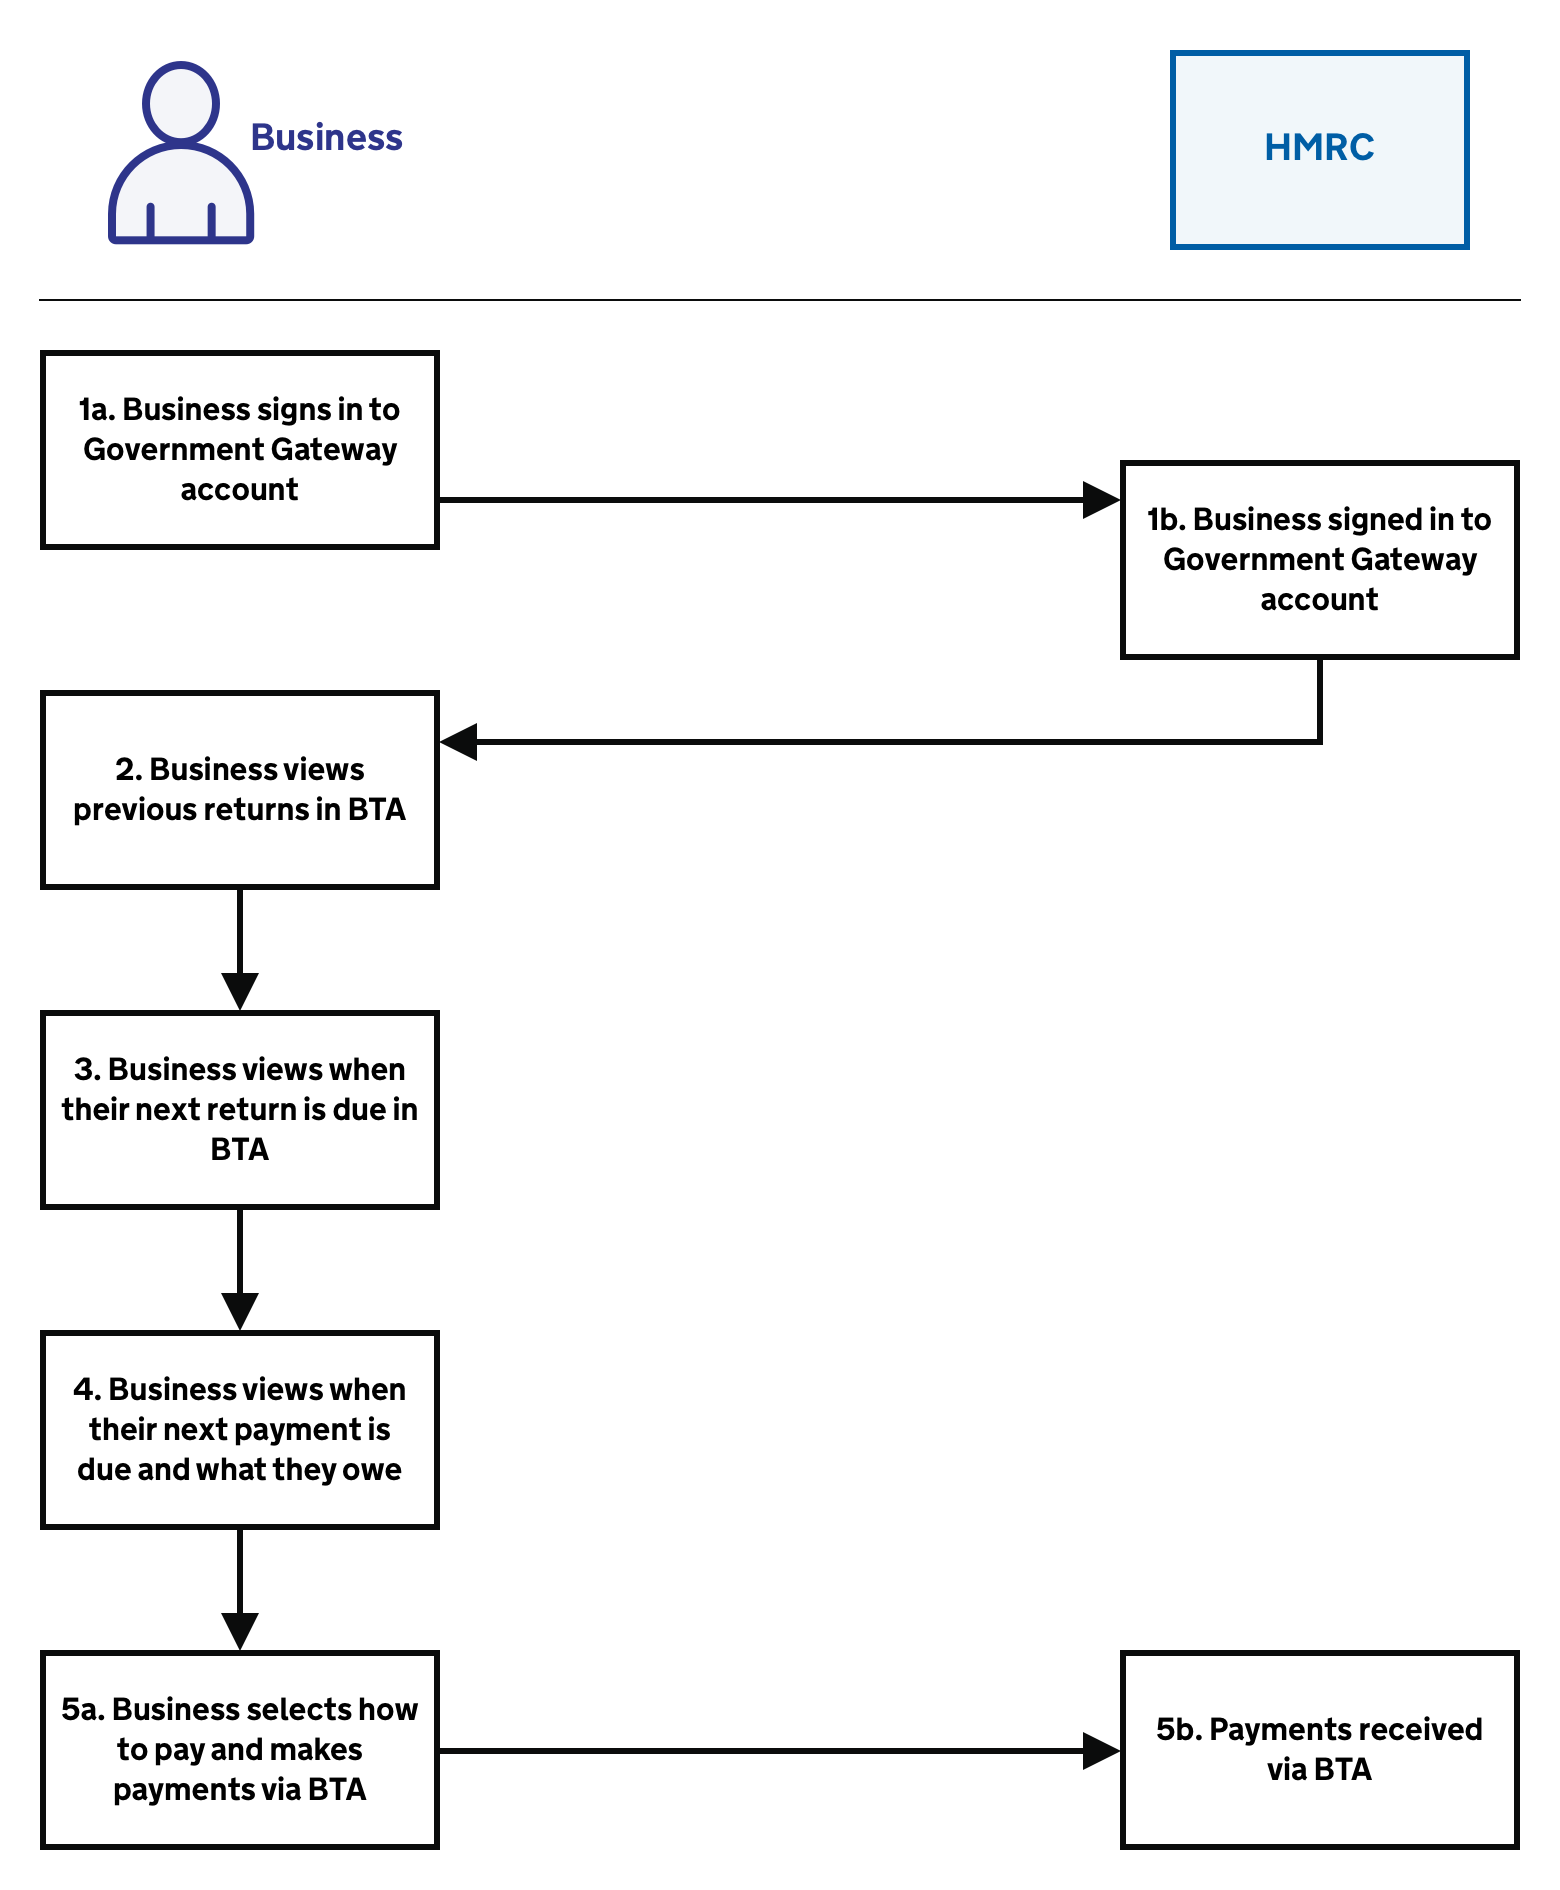 Business
HMRC
1a. Business signs in to
Government Gateway
account
1b. Business signed in to
Government Gateway
account
2. Business views
previous returns in BTA
3. Business views when
their next return is due in
BTA
4. Business views when
their next payment is
due and what they owe
5a. Business selects how
to pay and makes
payments via BTA
5b. Payments received
via BTA